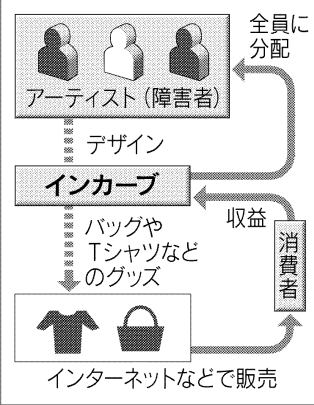 全員に
分配
アーティスト(障害者)
デザイン
インカーブ
バッグや
Tシャツなど
のグッズ
収益
消費者
インターネットなどで販売